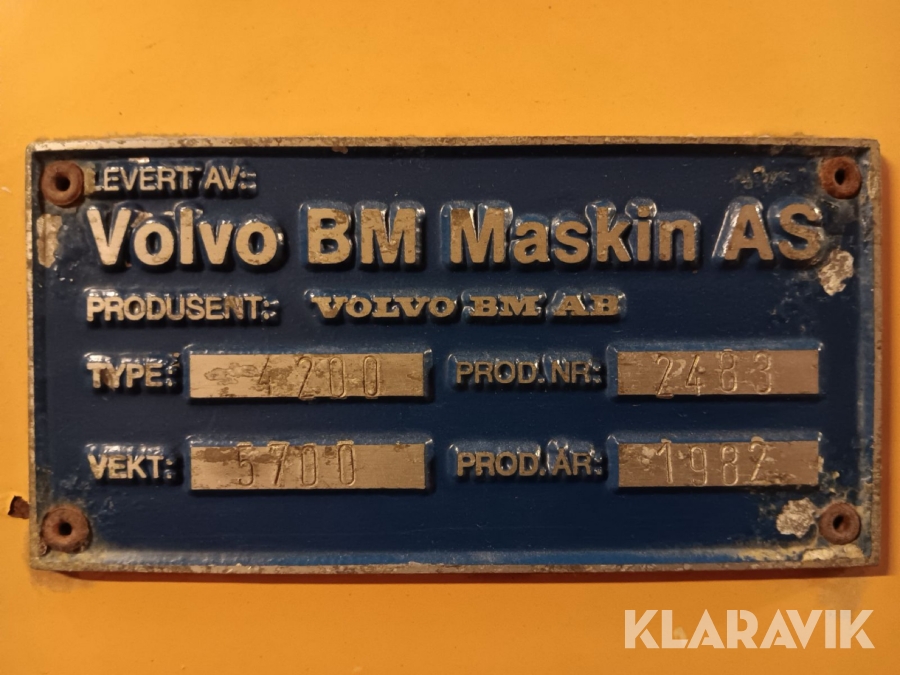 LEVERT AV:
Volvo BM Maskin AS
PRODUSENT: VOLVO BM AB
TYPE: 4200 PROD. NR: 2483
VEKT: 5700 PROD. ÅR: 1982
KLARAVIK